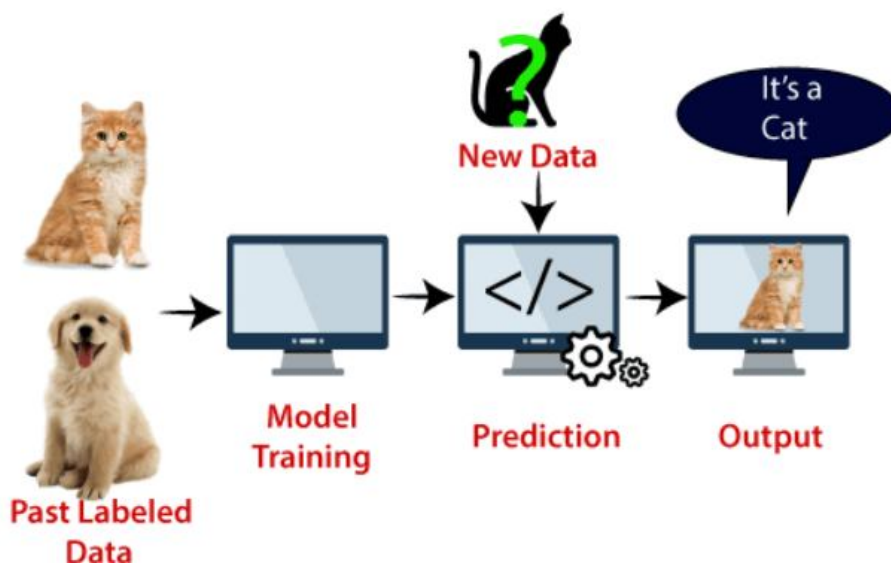 ?
New Data
It's a
Cat
</>
Model
Training
Prediction
Output
Past Labeled
Data